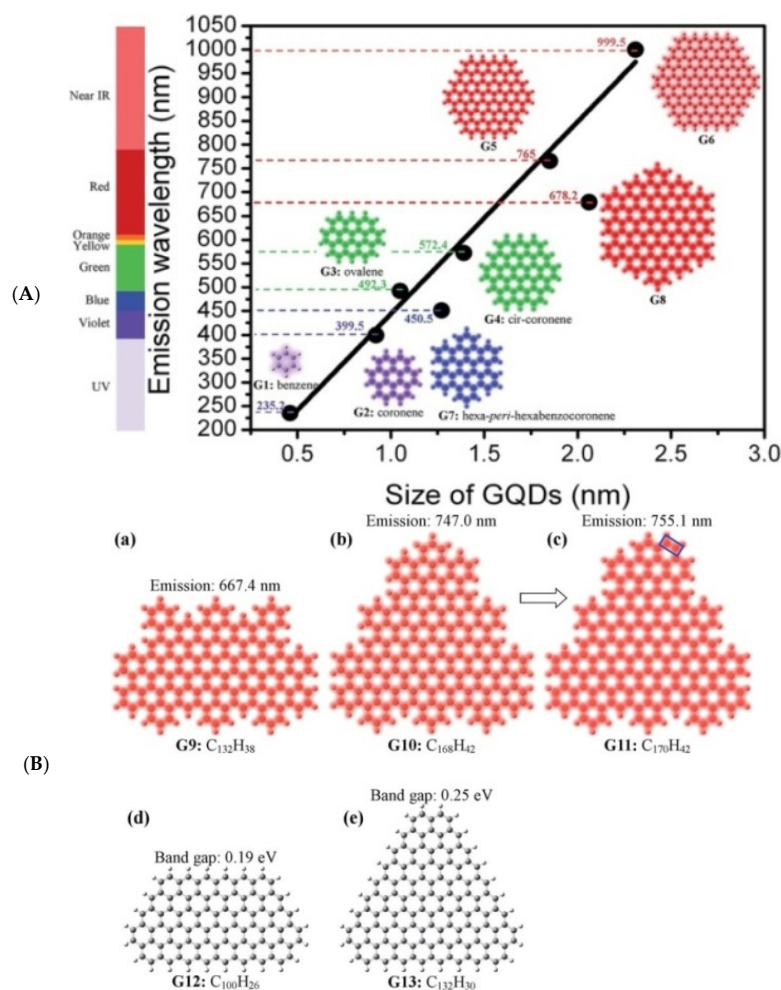 (A)
Emission wavelength (nm)
Near IR
Red
Orange
Yellow
Green
Blue
Violet
UV
1050
1000
950
900
850
800
750
700
650
600
550
500
450
400
350
300
250
200
999.5
G5
G6
765
678.2
G8
G3: ovalene
572.4
492.3
G4: cir-coronene
450.5
399.5
G1: benzene
G2: coronene
G7: hexa-peri-hexabenzocoronene
235.2
0.5 1.0 1.5 2.0 2.5 3.0
Size of GQDs (nm)
(B)
(a)
Emission: 667.4 nm
G9: C₁₃₂H₃₈
(b)
Emission: 747.0 nm
G10: C₁₆₈H₄₂
(c)
Emission: 755.1 nm
G11: C₁₇₀H₄₂
(d)
Band gap: 0.19 eV
G12: C₁₀₀H₂₆
(e)
Band gap: 0.25 eV
G13: C₁₃₂H₃₀